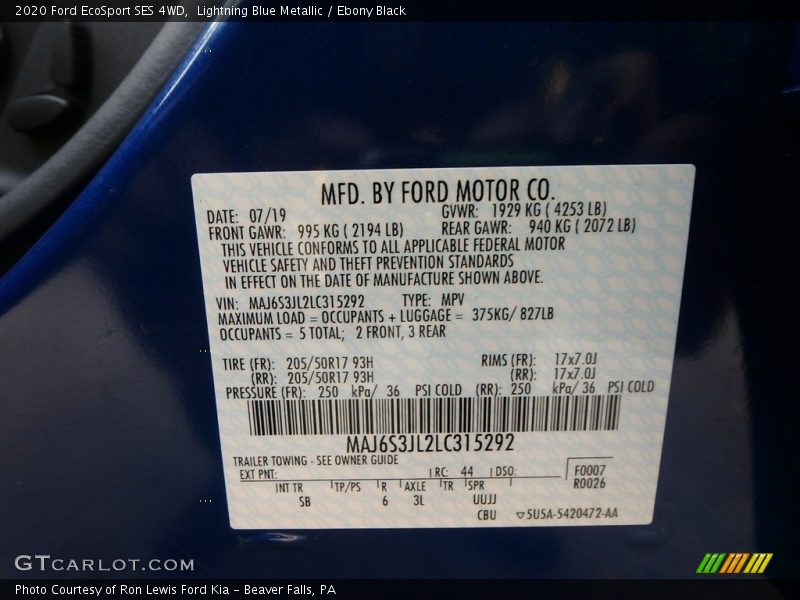 2020 Ford EcoSport SES 4WD,  Lightning Blue Metallic / Ebony Black
MFD. BY FORD MOTOR CO.
DATE: 07/19 GVWR: 1929 KG ( 4253 LB)
FRONT GAWR: 995 KG ( 2194 LB) REAR GAWR: 940 KG ( 2072 LB)
THIS VEHICLE CONFORMS TO ALL APPLICABLE FEDERAL MOTOR
VEHICLE SAFETY AND THEFT PREVENTION STANDARDS
IN EFFECT ON THE DATE OF MANUFACTURE SHOWN ABOVE.
VIN: MAJ6S3JL2LC315292 TYPE: MPV
MAXIMUM LOAD = OCCUPANTS + LUGGAGE = 375KG/ 827LB
OCCUPANTS = 5 TOTAL; 2 FRONT, 3 REAR
TIRE (FR): 205/50R17 93H RIMS (FR): 17x7.0J
(RR): 205/50R17 93H (RR): 17x7.0J
PRESSURE (FR): 250 kPa/ 36 PSI COLD (RR): 250 kPa/ 36 PSI COLD
MAJ6S3JL2LC315292
TRAILER TOWING - SEE OWNER GUIDE
EXT PNT: RC: 44 DSO: F0007
R0026
INT TR TP/PS R AXLE TR SPR
SB 6 3L UUJJ
CBU ▽SU5A-5420472-AA
GTCARLOT.COM
Photo Courtesy of Ron Lewis Ford Kia – Beaver Falls, PA